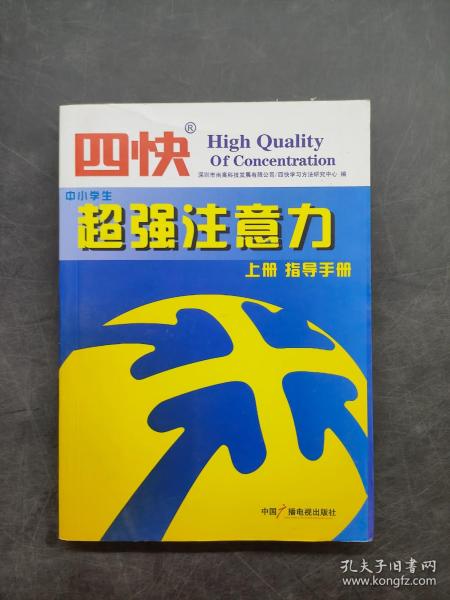 四快®
High Quality
Of Concentration
深圳市尚高科技发展有限公司/四快学习方法研究中心 编
中小学生
超强注意力
上册 指导手册
中国广播电视出版社
孔夫子旧书网
www.kongfz.com